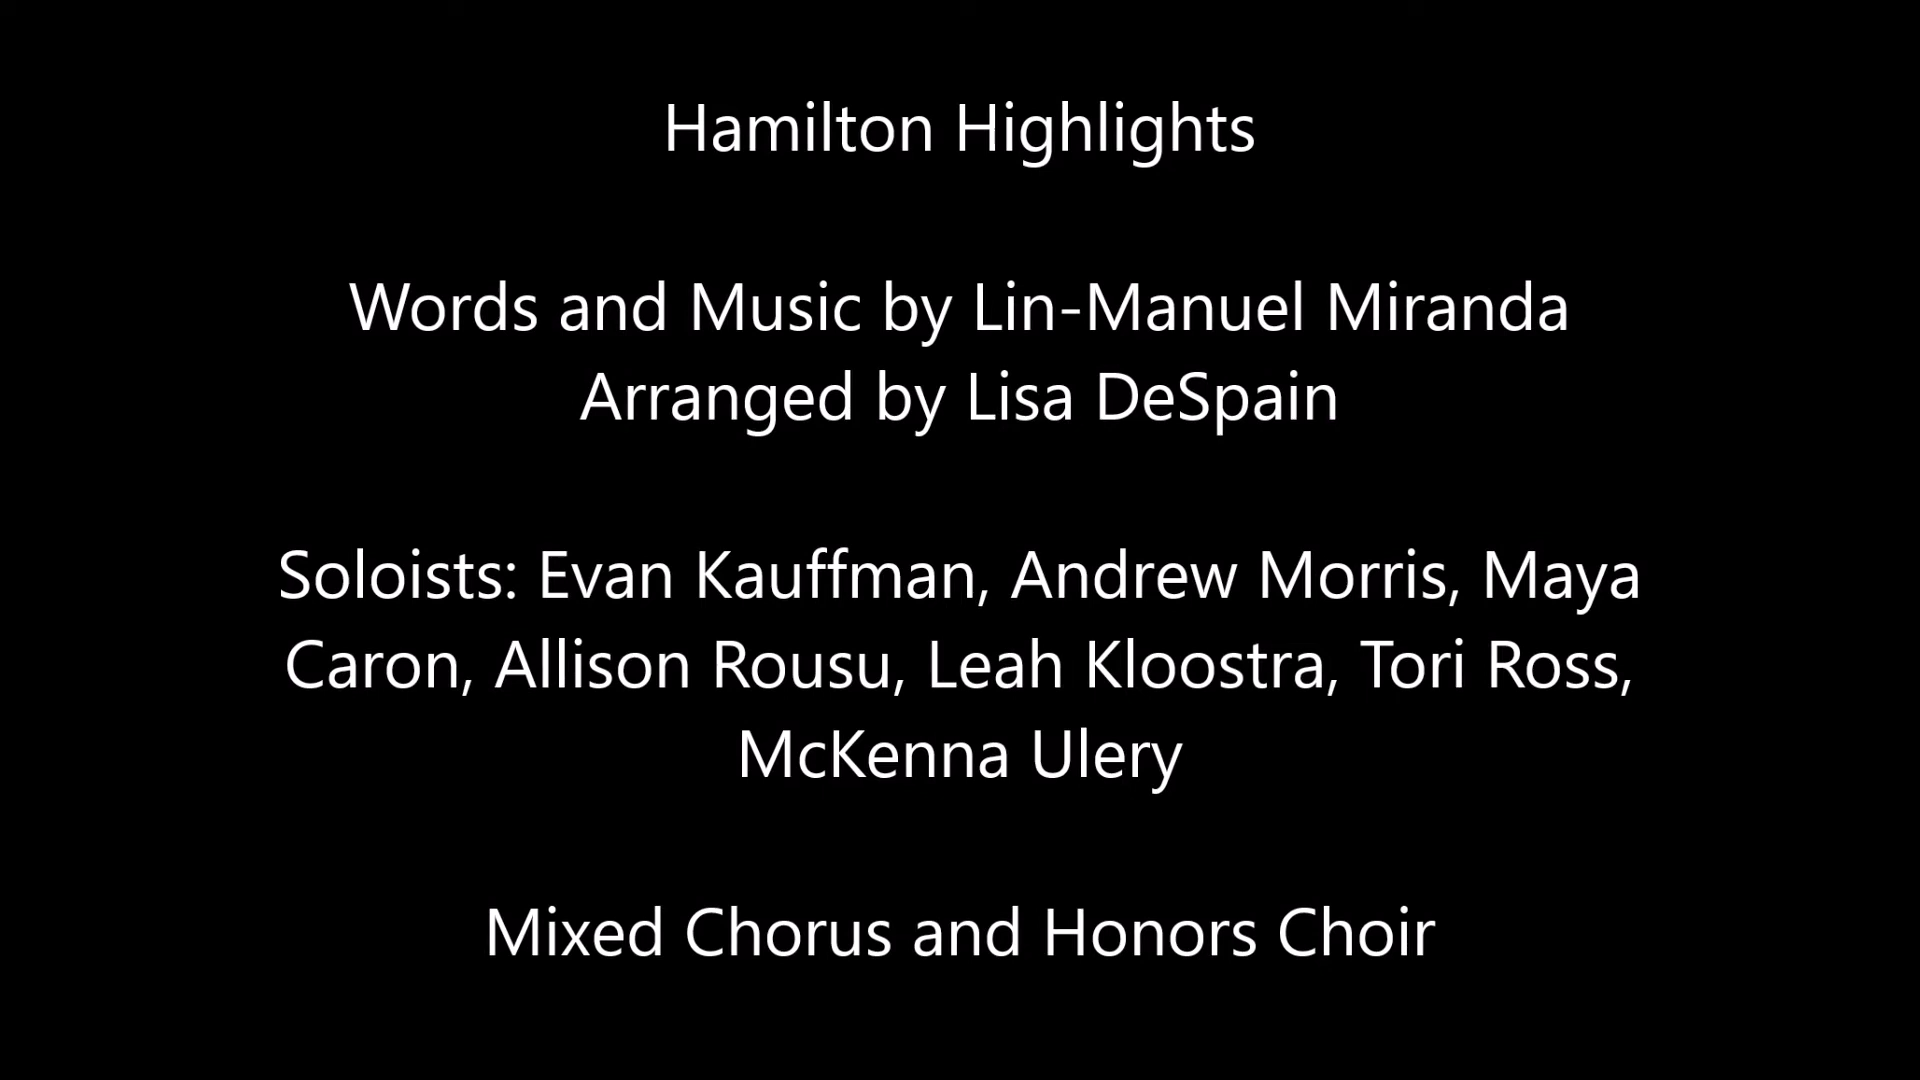 Hamilton Highlights
Words and Music by Lin-Manuel Miranda
Arranged by Lisa DeSpain
Soloists: Evan Kauffman, Andrew Morris, Maya
Caron, Allison Rousu, Leah Kloostra, Tori Ross,
McKenna Ulery
Mixed Chorus and Honors Choir